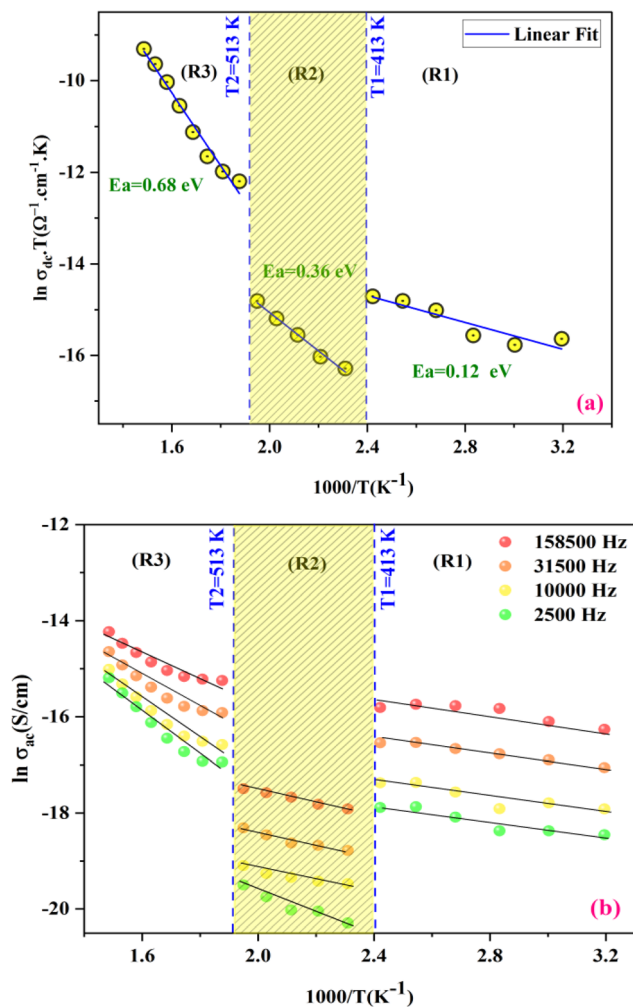 Linear Fit
(R3)
T2=513 K
(R2)
T1=413 K
(R1)
-10
-12
-14
-16
ln σdc.T(Ω⁻¹.cm⁻¹.K)
Ea=0.68 eV
Ea=0.36 eV
Ea=0.12 eV
(a)
1.6
2.0
2.4
2.8
3.2
1000/T(K⁻¹)
-12
-14
-16
-18
-20
ln σac(S/cm)
(R3)
T2=513 K
(R2)
T1=413 K
(R1)
158500 Hz
31500 Hz
10000 Hz
2500 Hz
(b)
1.6
2.0
2.4
2.8
3.2
1000/T(K⁻¹)